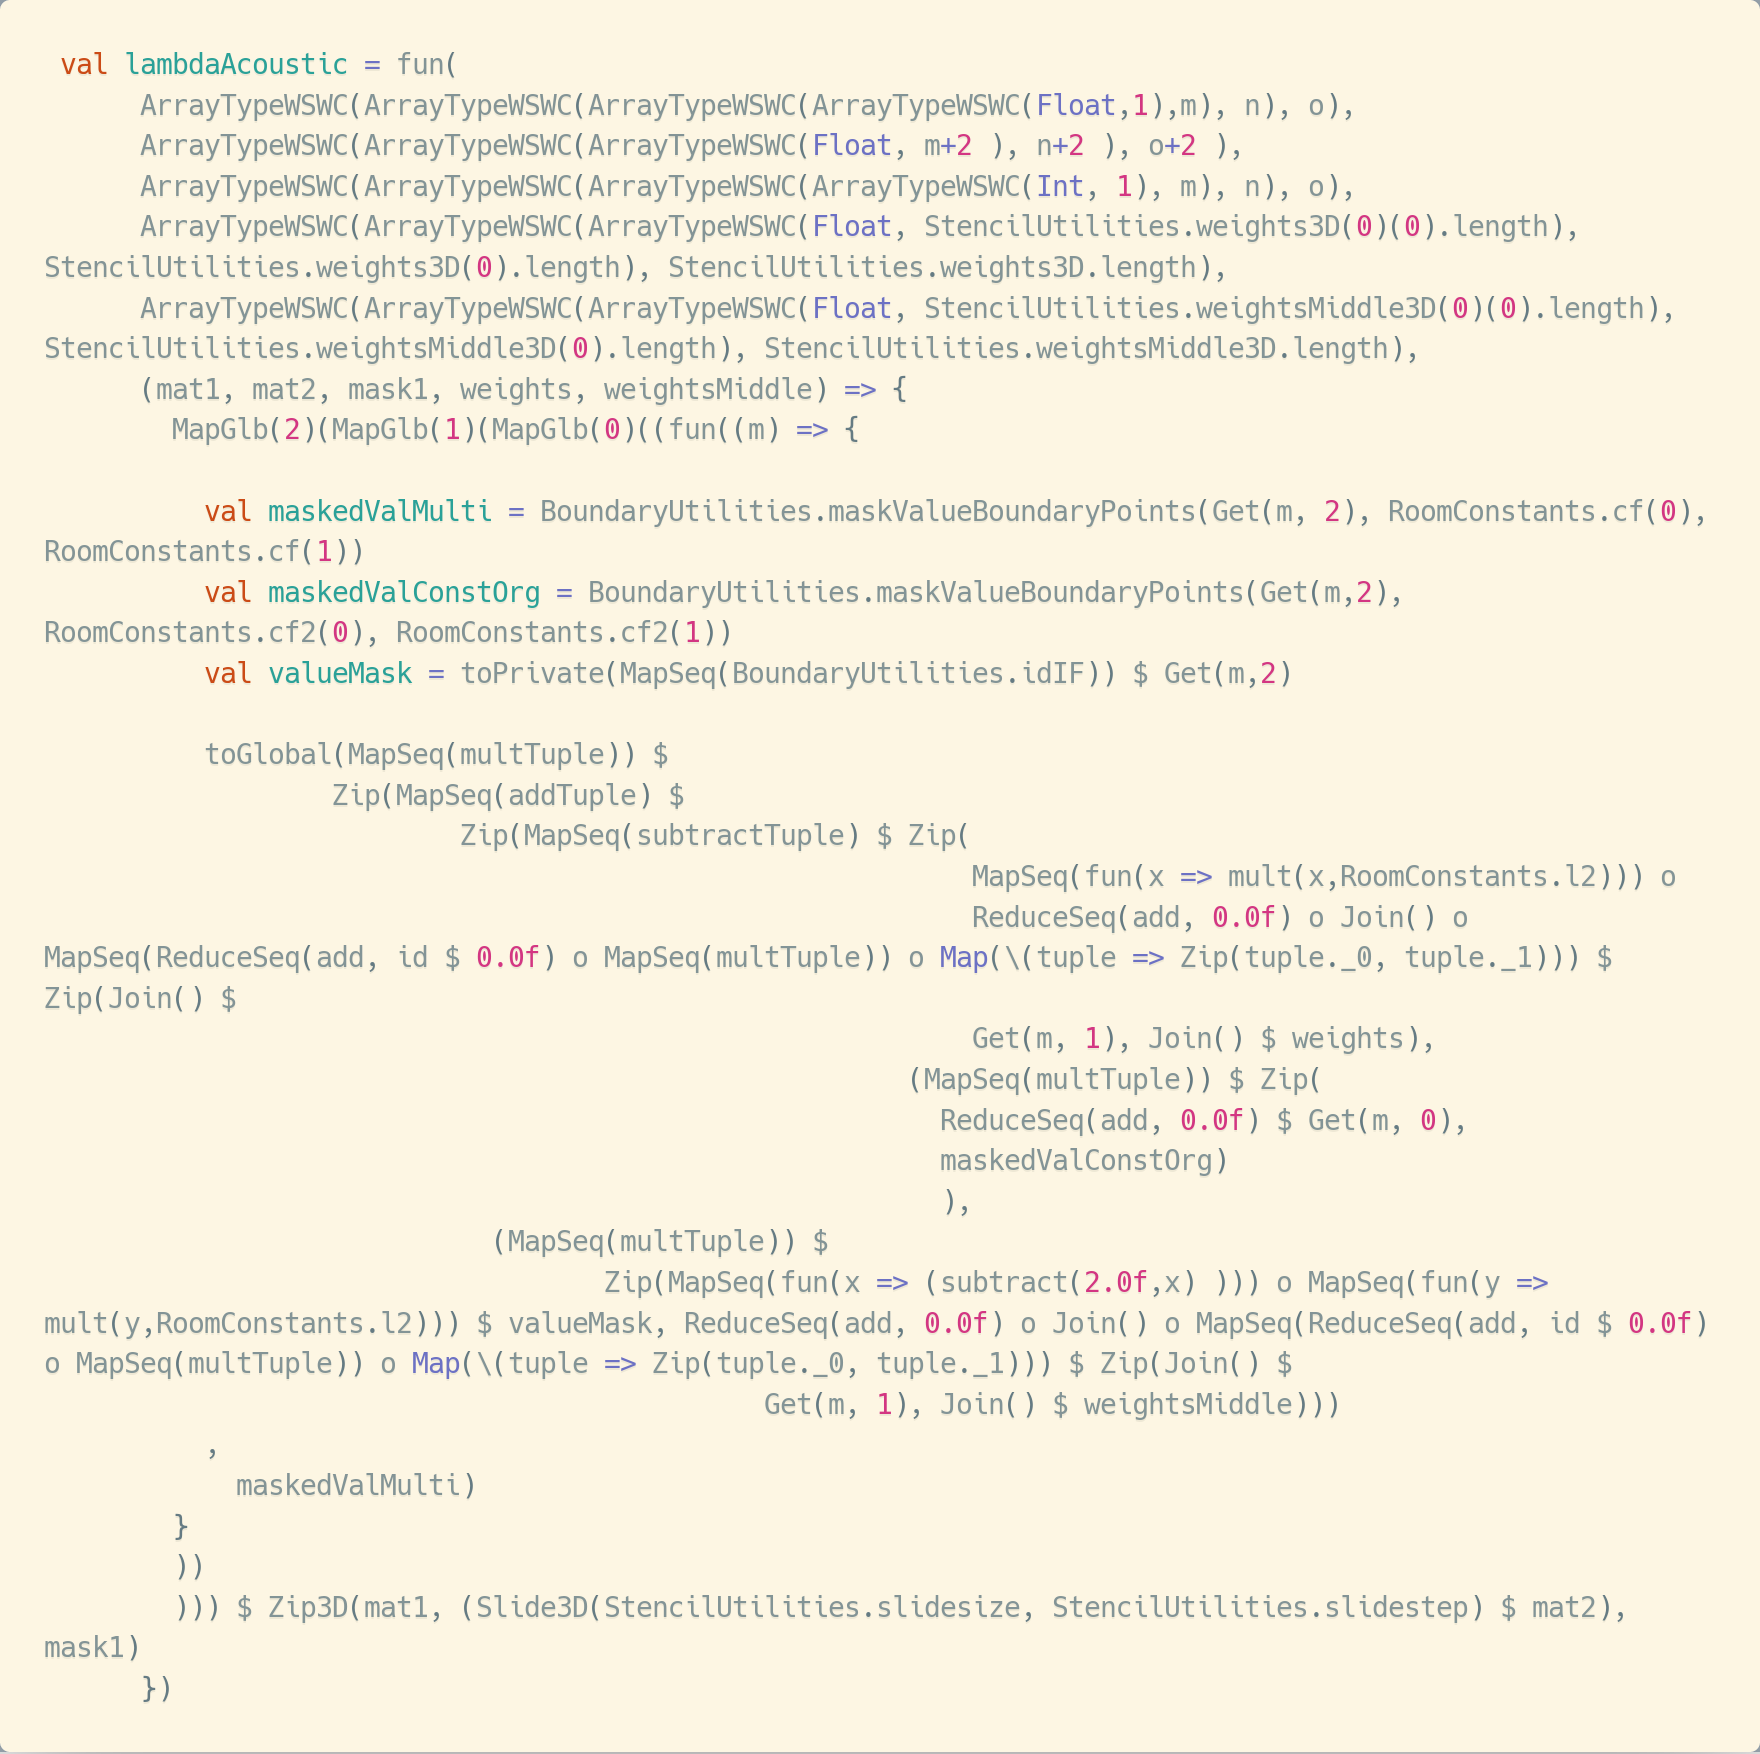 val lambdaAcoustic = fun(
ArrayTypeWSWC(ArrayTypeWSWC(ArrayTypeWSWC(ArrayTypeWSWC(Float,1),m), n), o),
ArrayTypeWSWC(ArrayTypeWSWC(ArrayTypeWSWC(Float, m+2 ), n+2 ), o+2 ),
ArrayTypeWSWC(ArrayTypeWSWC(ArrayTypeWSWC(ArrayTypeWSWC(Int, 1), m), n), o),
ArrayTypeWSWC(ArrayTypeWSWC(ArrayTypeWSWC(Float, StencilUtilities.weights3D(0)(0).length),
StencilUtilities.weights3D(0).length), StencilUtilities.weights3D.length),
ArrayTypeWSWC(ArrayTypeWSWC(ArrayTypeWSWC(Float, StencilUtilities.weightsMiddle3D(0)(0).length),
StencilUtilities.weightsMiddle3D(0).length), StencilUtilities.weightsMiddle3D.length),
(mat1, mat2, mask1, weights, weightsMiddle) => {
MapGlb(2)(MapGlb(1)(MapGlb(0)((fun((m) => {
val maskedValMulti = BoundaryUtilities.maskValueBoundaryPoints(Get(m, 2), RoomConstants.cf(0),
RoomConstants.cf(1))
val maskedValConstOrg = BoundaryUtilities.maskValueBoundaryPoints(Get(m,2),
RoomConstants.cf2(0), RoomConstants.cf2(1))
val valueMask = toPrivate(MapSeq(BoundaryUtilities.idIF)) $ Get(m,2)
toGlobal(MapSeq(multTuple)) $
Zip(MapSeq(addTuple) $
Zip(MapSeq(subtractTuple) $ Zip(
MapSeq(fun(x => mult(x,RoomConstants.l2))) o
ReduceSeq(add, 0.0f) o Join() o
MapSeq(ReduceSeq(add, id $ 0.0f) o MapSeq(multTuple)) o Map(\(tuple => Zip(tuple._0, tuple._1))) $
Zip(Join() $
Get(m, 1), Join() $ weights),
(MapSeq(multTuple)) $ Zip(
ReduceSeq(add, 0.0f) $ Get(m, 0),
maskedValConstOrg)
),
(MapSeq(multTuple)) $
Zip(MapSeq(fun(x => (subtract(2.0f,x) ))) o MapSeq(fun(y =>
mult(y,RoomConstants.l2))) $ valueMask, ReduceSeq(add, 0.0f) o Join() o MapSeq(ReduceSeq(add, id $ 0.0f)
o MapSeq(multTuple)) o Map(\(tuple => Zip(tuple._0, tuple._1))) $ Zip(Join() $
Get(m, 1), Join() $ weightsMiddle)))
,
maskedValMulti)
}
))
))) $ Zip3D(mat1, (Slide3D(StencilUtilities.slidesize, StencilUtilities.slidestep) $ mat2),
mask1)
})